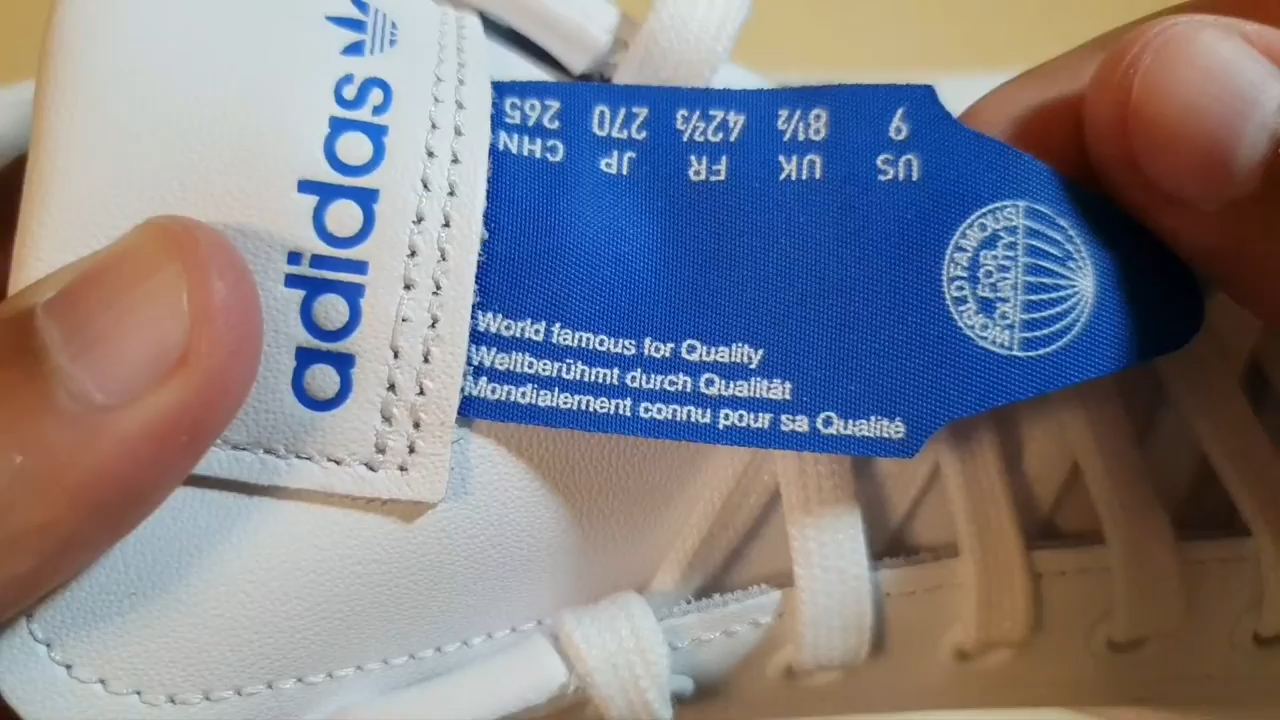 adidas
US UK FR JP CHN
9 8½ 42⅔ 270 265
WORLD FAMOUS
FOR
QUALITY
World famous for Quality
Weltberühmt durch Qualität
Mondialement connu pour sa Qualité